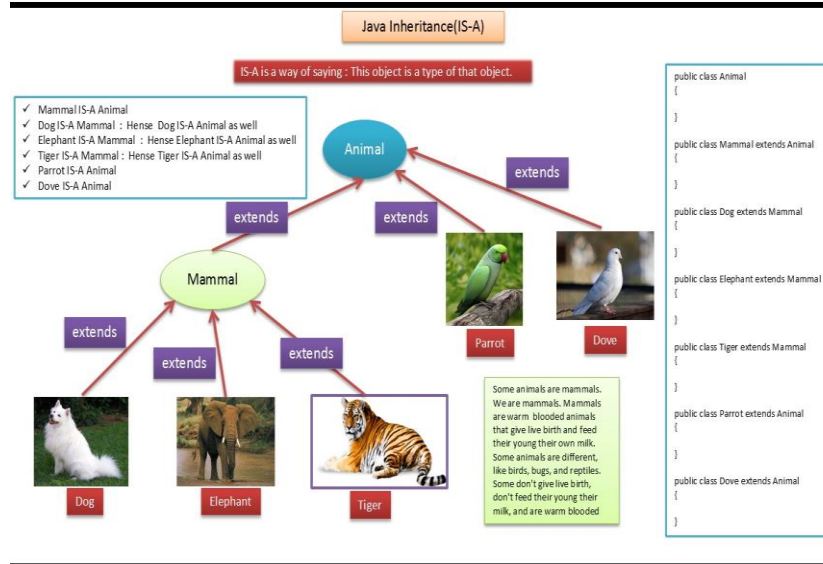 Java Inheritance(IS-A)
IS-A is a way of saying : This object is a type of that object.
✓ Mammal IS-A Animal
✓ Dog IS-A Mammal : Hense Dog IS-A Animal as well
✓ Elephant IS-A Mammal : Hense Elephant IS-A Animal as well
✓ Tiger IS-A Mammal : Hense Tiger IS-A Animal as well
✓ Parrot IS-A Animal
✓ Dove IS-A Animal
Animal
extends
extends
extends
Mammal
Parrot
Dove
extends
extends
extends
Dog
Elephant
Tiger
Some animals are mammals.
We are mammals. Mammals
are warm blooded animals
that give live birth and feed
their young their own milk.
Some animals are different,
like birds, bugs, and reptiles.
Some don't give live birth,
don't feed their young their
milk, and are warm blooded
public class Animal
{
}
public class Mammal extends Animal
{
}
public class Dog extends Mammal
{
}
public class Elephant extends Mammal
{
}
public class Tiger extends Mammal
{
}
public class Parrot extends Animal
{
}
public class Dove extends Animal
{
}